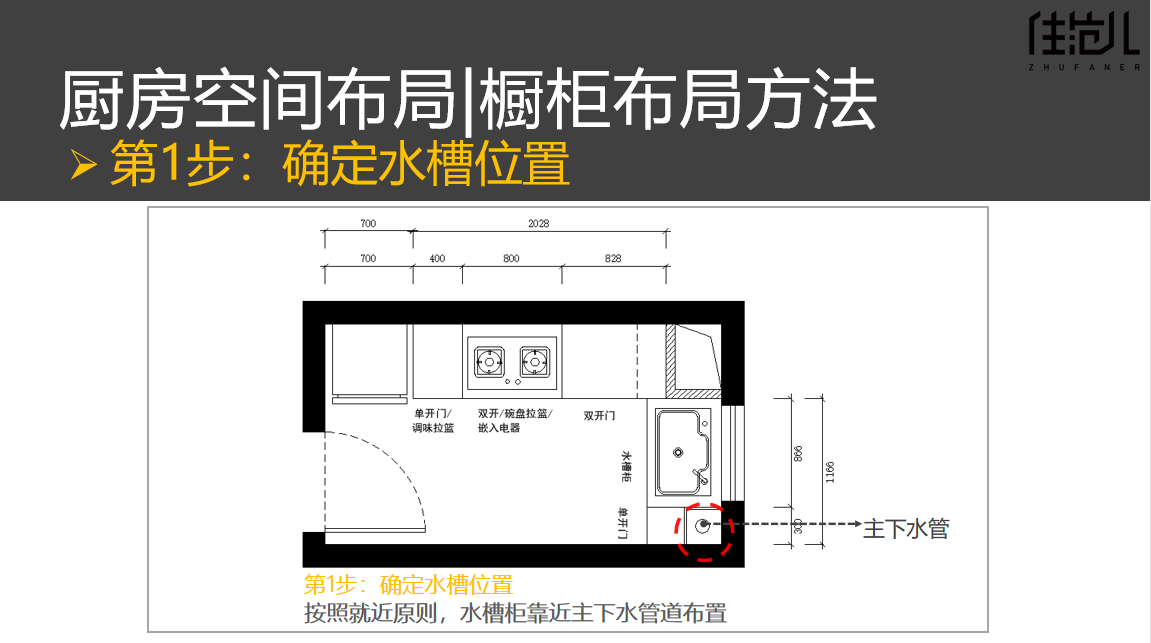 佳范儿
ZHUFANER
厨房空间布局|橱柜布局方法
➢ 第1步：确定水槽位置
700 2028
700 400 800 828
单开门/
调味拉篮
双开/碗盘拉篮/
嵌入电器
双开门
水槽柜
单开门
866
1166
300
主下水管
第1步：确定水槽位置
按照就近原则，水槽柜靠近主下水管道布置